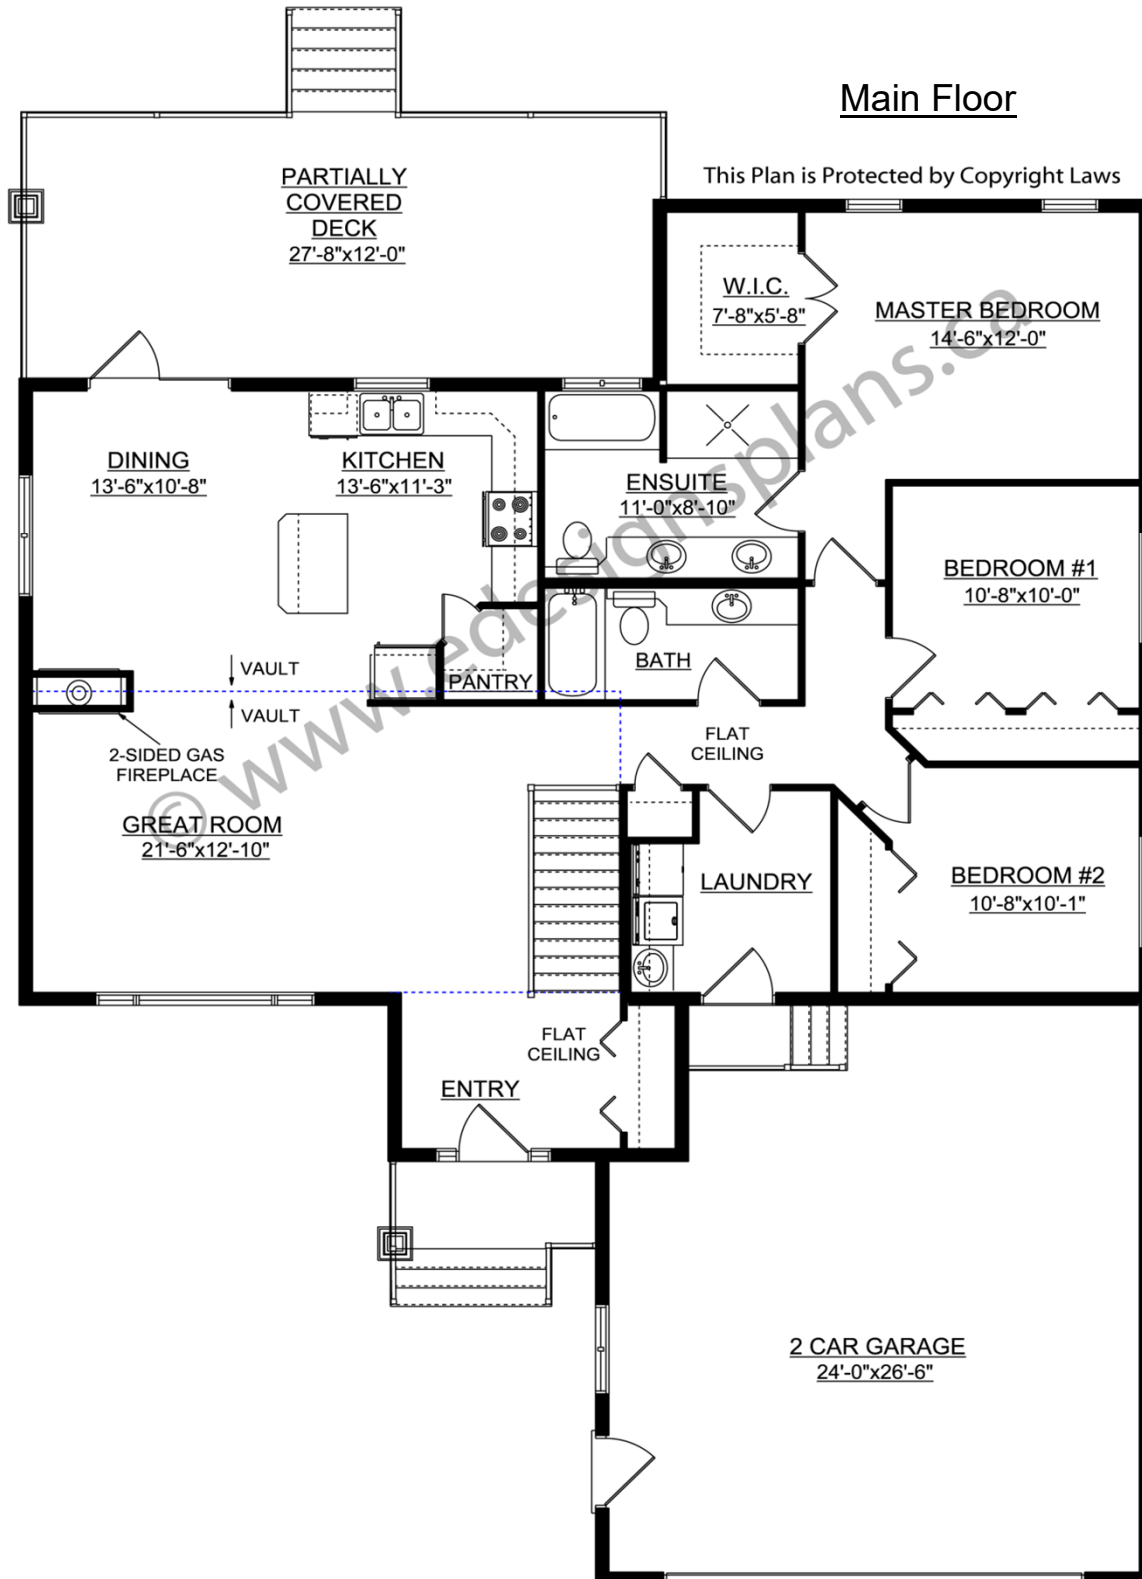 Main Floor
This Plan is Protected by Copyright Laws
PARTIALLY
COVERED
DECK
27'-8"x12'-0"
W.I.C.
7'-8"x5'-8"
MASTER BEDROOM
14'-6"x12'-0"
DINING
13'-6"x10'-8"
KITCHEN
13'-6"x11'-3"
ENSUITE
11'-0"x8'-10"
BEDROOM #1
10'-8"x10'-0"
BATH
PANTRY
VAULT
VAULT
2-SIDED GAS
FIREPLACE
FLAT
CEILING
GREAT ROOM
21'-6"x12'-10"
LAUNDRY
BEDROOM #2
10'-8"x10'-1"
FLAT
CEILING
ENTRY
2 CAR GARAGE
24'-0"x26'-6"
© www.edesignsplans.ca